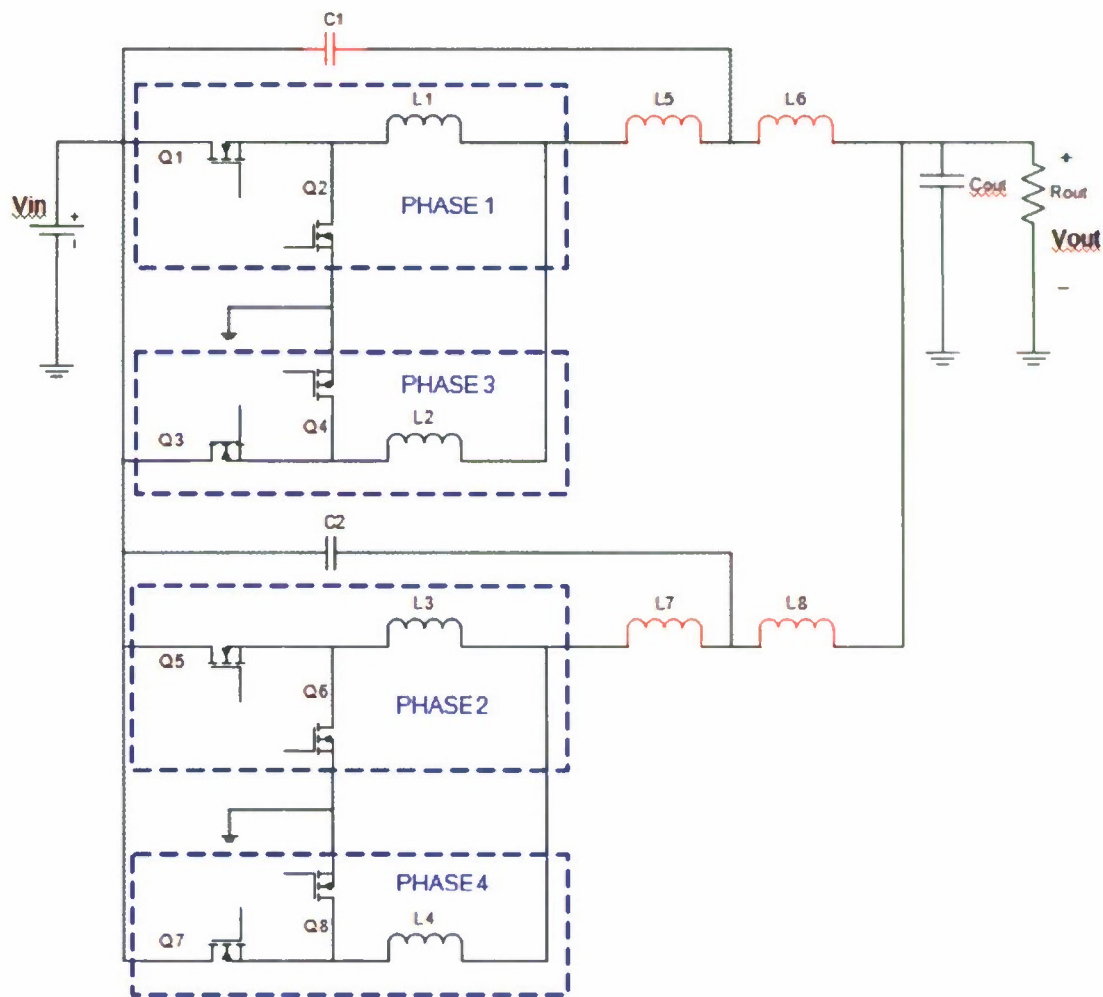 C1
L1
L5
L6
Q1
Q2
Vin
+
PHASE 1
Cout
Rout
+
Vout
–
PHASE 3
Q3
Q4
L2
C2
L3
L7
L8
Q5
Q6
PHASE 2
PHASE 4
Q7
Q8
L4